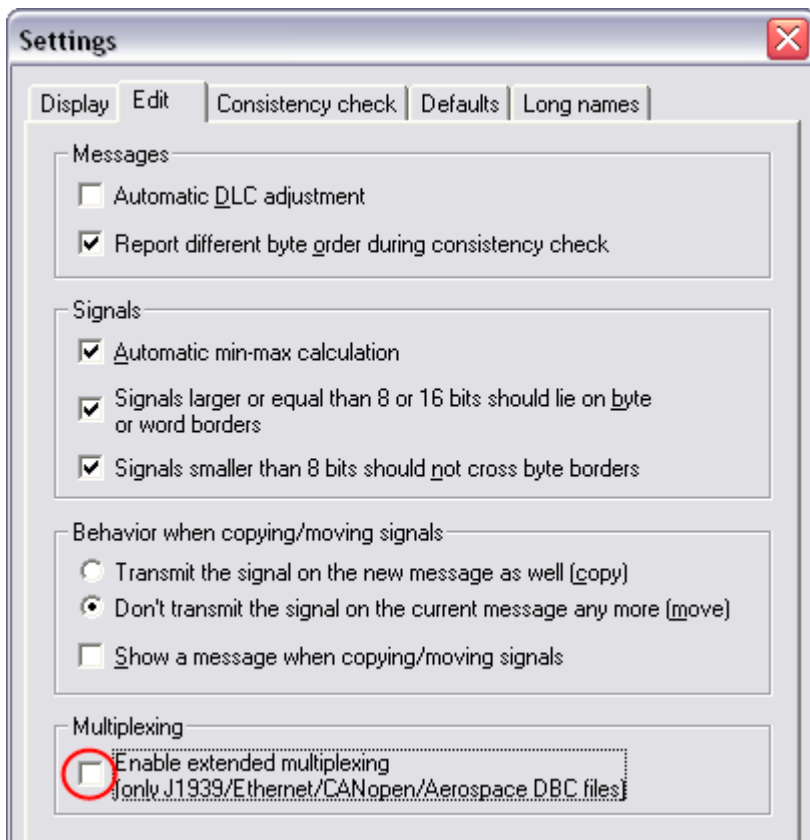 Settings
Display Edit Consistency check Defaults Long names
Messages
Automatic DLC adjustment
Report different byte order during consistency check
Signals
Automatic min-max calculation
Signals larger or equal than 8 or 16 bits should lie on byte
or word borders
Signals smaller than 8 bits should not cross byte borders
Behavior when copying/moving signals
Transmit the signal on the new message as well (copy)
Don't transmit the signal on the current message any more (move)
Show a message when copying/moving signals
Multiplexing
Enable extended multiplexing
(only J1939/Ethernet/CANopen/Aerospace DBC files)